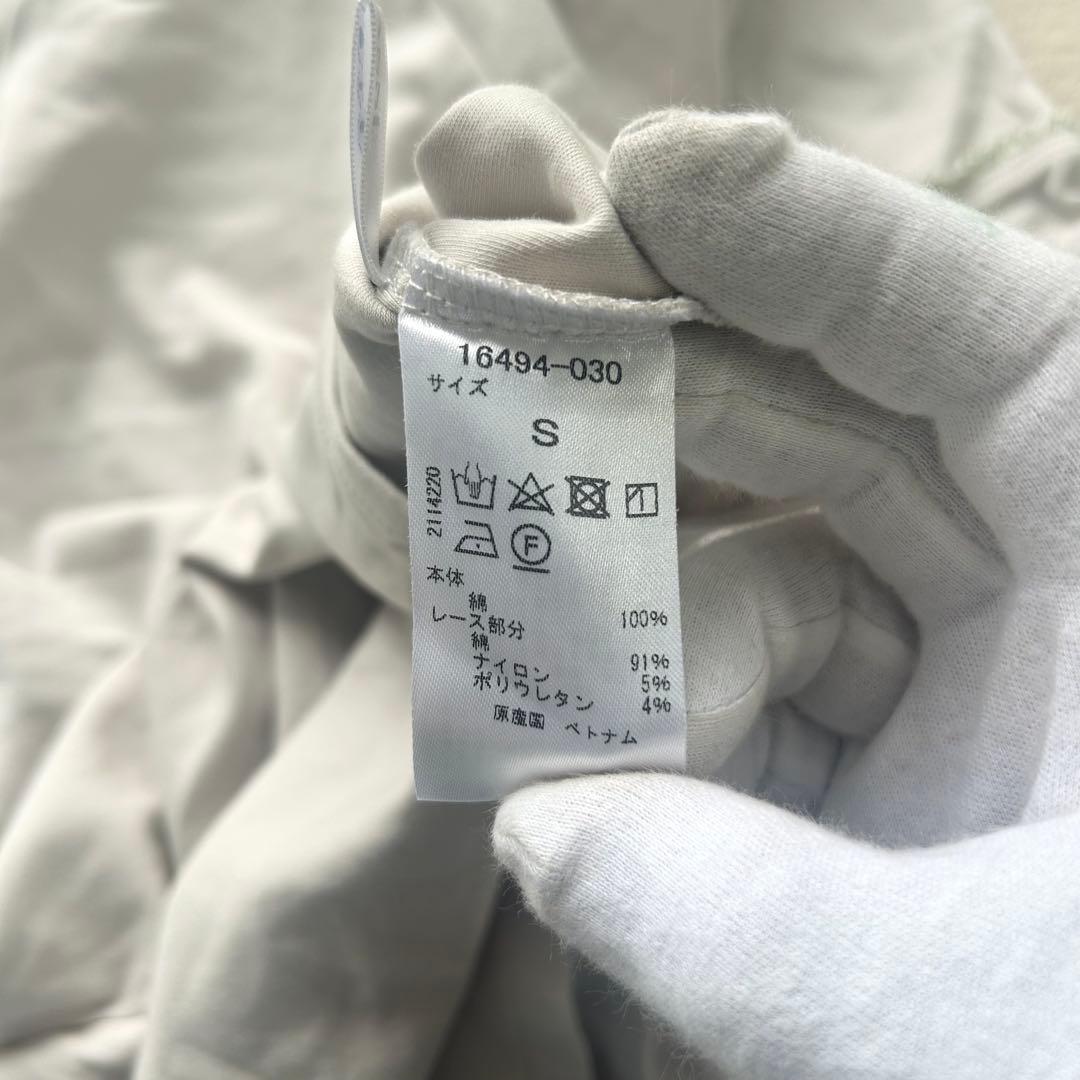 16494-030
サイズ
S
2114220
F
本体
綿 100%
レース部分
綿 91%
ナイロン 5%
ポリウレタン 4%
原産国 ベトナム